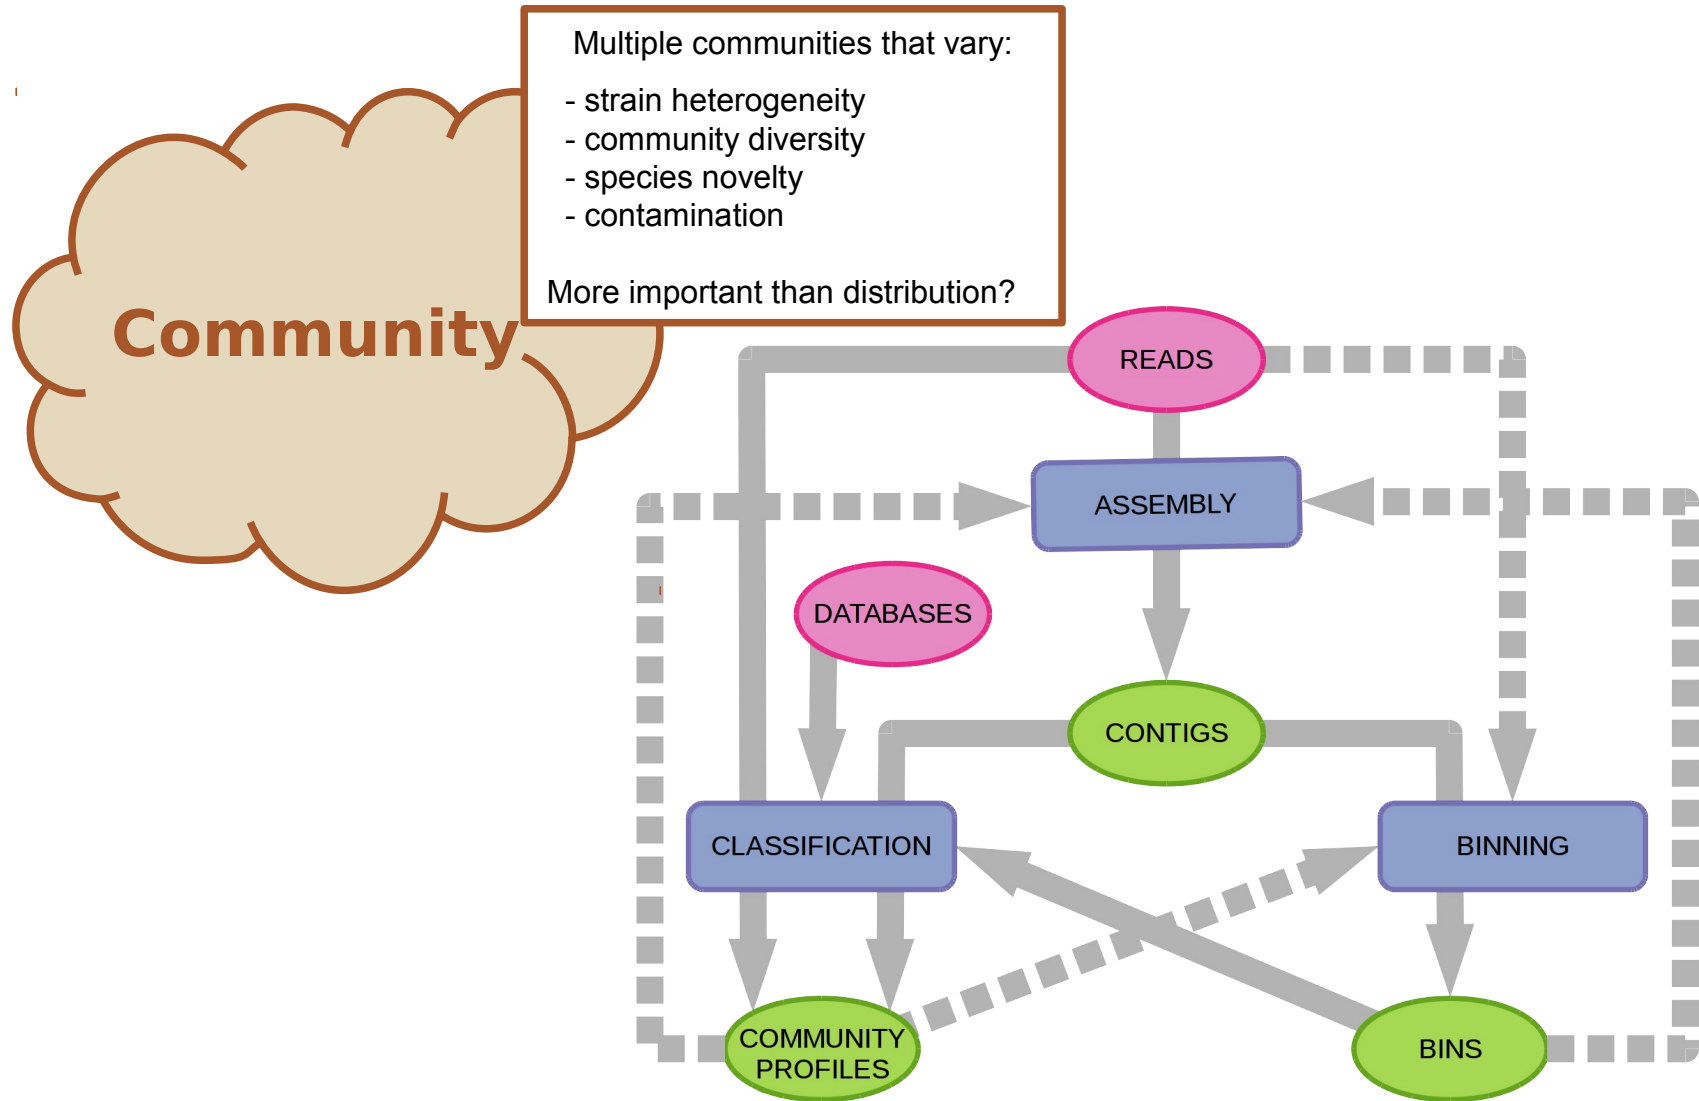 Multiple communities that vary:
- strain heterogeneity
- community diversity
- species novelty
- contamination
More important than distribution?
Community
READS
ASSEMBLY
DATABASES
CONTIGS
CLASSIFICATION
BINNING
COMMUNITY
PROFILES
BINS